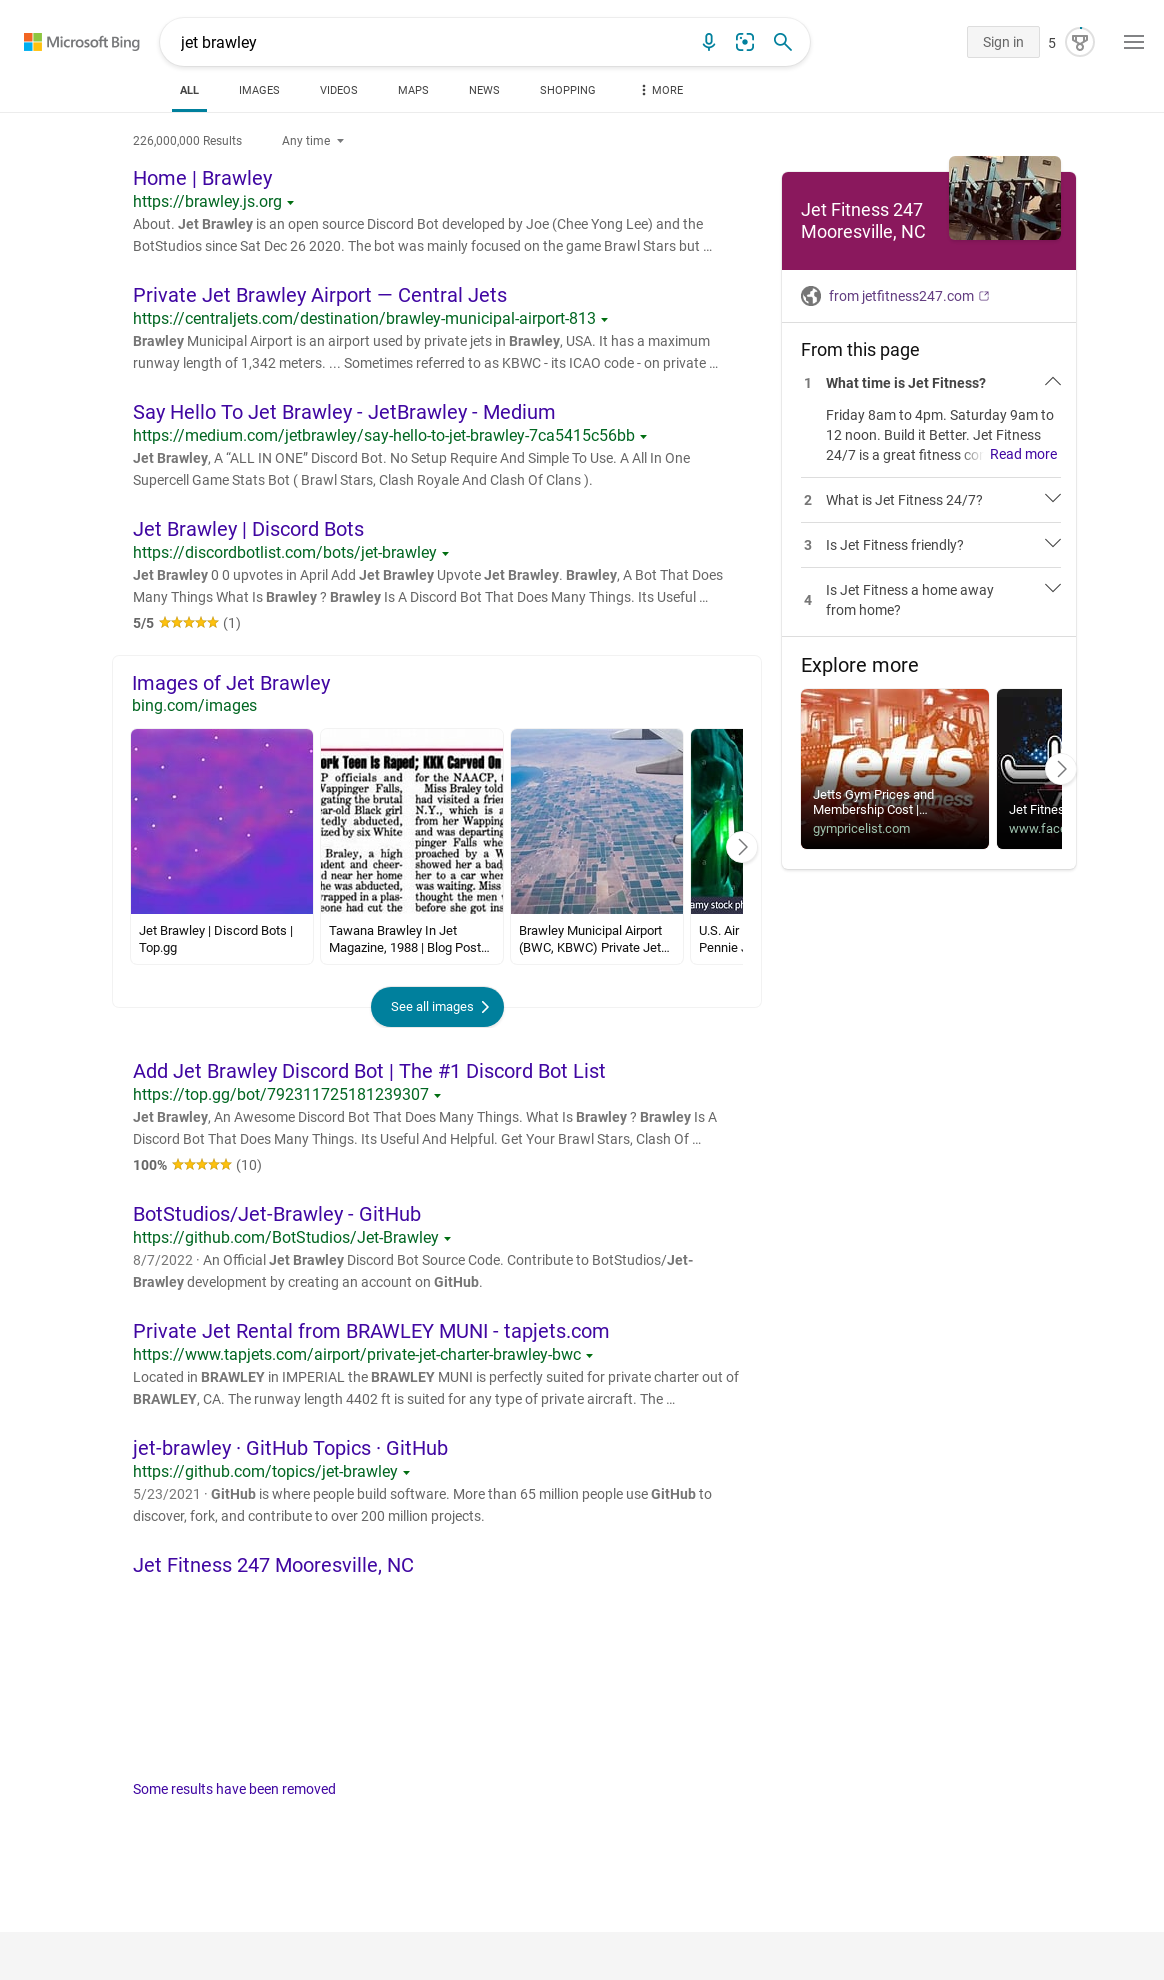 Microsoft Bing
jet brawley
Sign in
5
ALL
IMAGES
VIDEOS
MAPS
NEWS
SHOPPING
MORE
226,000,000 Results
Any time
Home | Brawley
https://brawley.js.org
About. Jet Brawley is an open source Discord Bot developed by Joe (Chee Yong Lee) and the
BotStudios since Sat Dec 26 2020. The bot was mainly focused on the game Brawl Stars but …
Private Jet Brawley Airport — Central Jets
https://centraljets.com/destination/brawley-municipal-airport-813
Brawley Municipal Airport is an airport used by private jets in Brawley, USA. It has a maximum
runway length of 1,342 meters. ... Sometimes referred to as KBWC - its ICAO code - on private …
Say Hello To Jet Brawley - JetBrawley - Medium
https://medium.com/jetbrawley/say-hello-to-jet-brawley-7ca5415c56bb
Jet Brawley, A “ALL IN ONE” Discord Bot. No Setup Require And Simple To Use. A All In One
Supercell Game Stats Bot ( Brawl Stars, Clash Royale And Clash Of Clans ).
Jet Brawley | Discord Bots
https://discordbotlist.com/bots/jet-brawley
Jet Brawley 0 0 upvotes in April Add Jet Brawley Upvote Jet Brawley. Brawley, A Bot That Does
Many Things What Is Brawley ? Brawley Is A Discord Bot That Does Many Things. Its Useful …
5/5 (1)
Images of Jet Brawley
bing.com/images
ork Teen Is Raped; KKK Carved On
P officials and
Wappinger Falls,
gating the brutal
ear-old Black girl
tedly abducted,
ized by six White
Braley, a high
dent and cheer-
ed near her home
he was abducted,
rapped in a plas-
eone had cut the
for the NAACP, t
Miss Braley told
had visited a frien
N.Y., which is a
from her Wapping
and was departing
pinger Falls whe
proached by a W
showed her a bad
her to a car wher
was waiting. Miss
thought the men w
before she got ins
amy stock ph
Jet Brawley | Discord Bots |
Top.gg
Tawana Brawley In Jet
Magazine, 1988 | Blog Post…
Brawley Municipal Airport
(BWC, KBWC) Private Jet…
U.S. Air
Pennie J
See all images
Add Jet Brawley Discord Bot | The #1 Discord Bot List
https://top.gg/bot/792311725181239307
Jet Brawley, An Awesome Discord Bot That Does Many Things. What Is Brawley ? Brawley Is A
Discord Bot That Does Many Things. Its Useful And Helpful. Get Your Brawl Stars, Clash Of …
100% (10)
BotStudios/Jet-Brawley - GitHub
https://github.com/BotStudios/Jet-Brawley
8/7/2022 · An Official Jet Brawley Discord Bot Source Code. Contribute to BotStudios/Jet-
Brawley development by creating an account on GitHub.
Private Jet Rental from BRAWLEY MUNI - tapjets.com
https://www.tapjets.com/airport/private-jet-charter-brawley-bwc
Located in BRAWLEY in IMPERIAL the BRAWLEY MUNI is perfectly suited for private charter out of
BRAWLEY, CA. The runway length 4402 ft is suited for any type of private aircraft. The …
jet-brawley · GitHub Topics · GitHub
https://github.com/topics/jet-brawley
5/23/2021 · GitHub is where people build software. More than 65 million people use GitHub to
discover, fork, and contribute to over 200 million projects.
Jet Fitness 247 Mooresville, NC
Some results have been removed
Jet Fitness 247
Mooresville, NC
from jetfitness247.com
From this page
1 What time is Jet Fitness?
Friday 8am to 4pm. Saturday 9am to
12 noon. Build it Better. Jet Fitness
24/7 is a great fitness co Read more
2 What is Jet Fitness 24/7?
3 Is Jet Fitness friendly?
4 Is Jet Fitness a home away
from home?
Explore more
jetts
Jetts Gym Prices and
Membership Cost |…
gympricelist.com
Jet Fitness
www.face